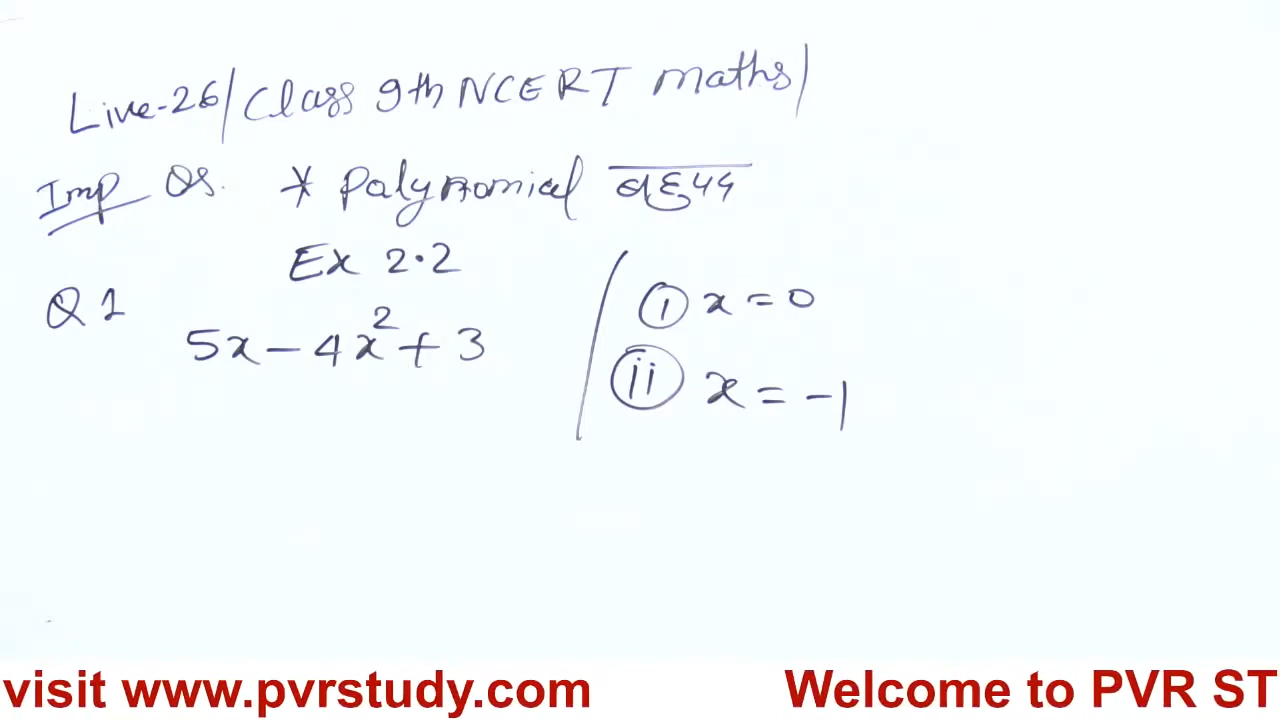 Live-26/Class 9th NCERT maths/
Imp Qs. * Polynomial बहुपद
Ex 2.2
Q 1
5x - 4x² + 3
(i) x = 0
(ii) x = -1
visit www.pvrstudy.com
Welcome to PVR ST